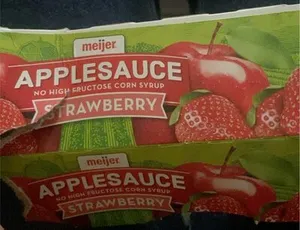 meijer
APPLESAUCE
NO HIGH FRUCTOSE CORN SYRUP
STRAWBERRY
meijer
APPLESAUCE
NO HIGH FRUCTOSE CORN SYRUP
STRAWBERRY